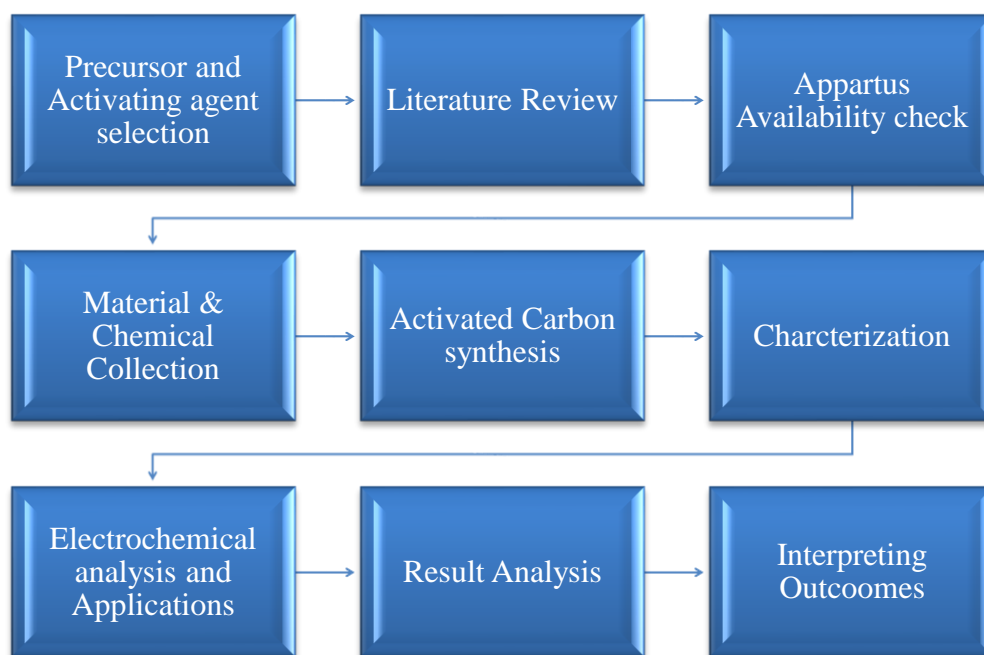 Precursor and
Activating agent
selection
Literature Review
Appartus
Availability check
Material &
Chemical
Collection
Activated Carbon
synthesis
Charcterization
Electrochemical
analysis and
Applications
Result Analysis
Interpreting
Outcoomes